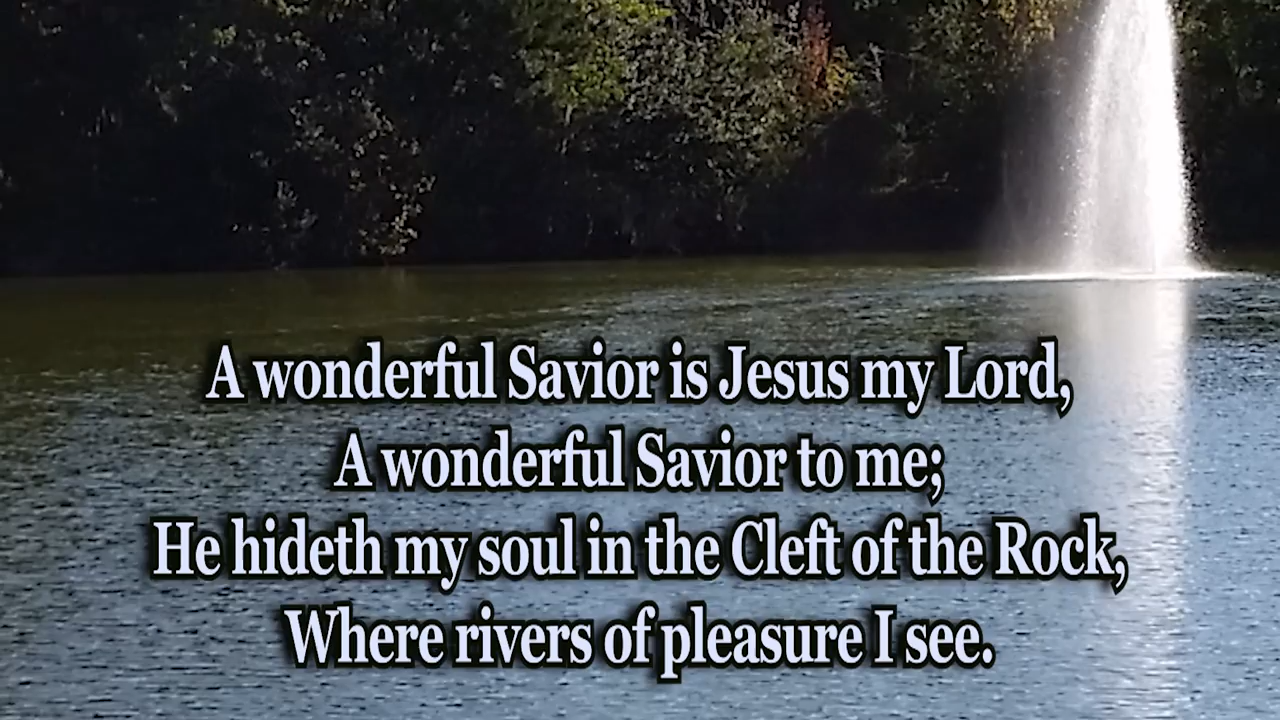 A wonderful Savior is Jesus my Lord,
A wonderful Savior to me;
He hideth my soul in the Cleft of the Rock,
Where rivers of pleasure I see.